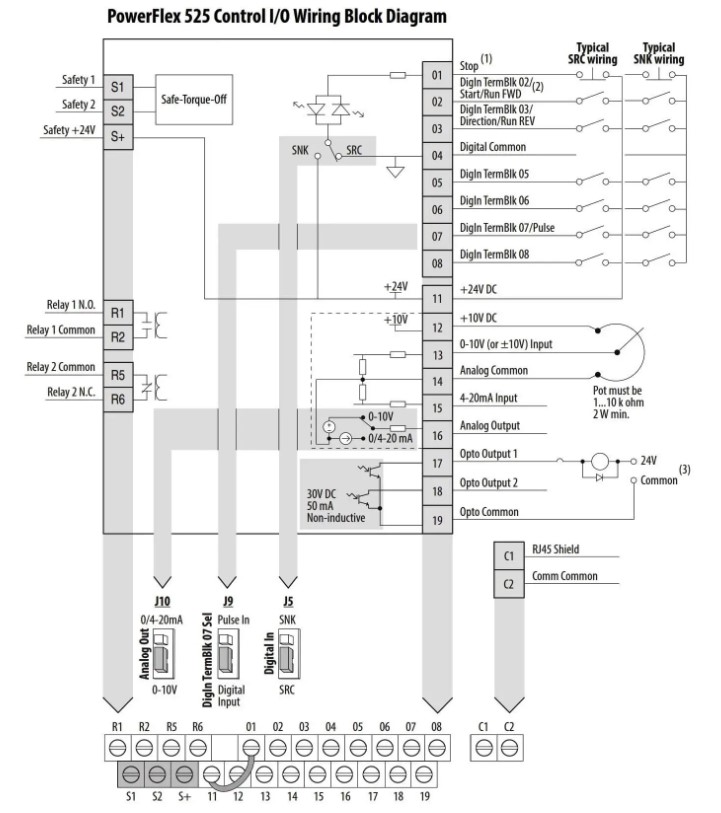 PowerFlex 525 Control I/O Wiring Block Diagram
Typical SRC wiring
Typical SNK wiring
Safety 1
S1
Safety 2
S2
Safety +24V
S+
Safe-Torque-Off
SNK
SRC
01
Stop (1)
02
DigIn TermBlk 02/
Start/Run FWD (2)
03
DigIn TermBlk 03/
Direction/Run REV
04
Digital Common
05
DigIn TermBlk 05
06
DigIn TermBlk 06
07
DigIn TermBlk 07/Pulse
08
DigIn TermBlk 08
+24V
11
+24V DC
+10V
12
+10V DC
13
0-10V (or ±10V) Input
14
Analog Common
15
4-20mA Input
16
Analog Output
17
Opto Output 1
18
Opto Output 2
19
Opto Common
Pot must be
1...10 k ohm
2 W min.
24V
Common (3)
Relay 1 N.O.
R1
Relay 1 Common
R2
Relay 2 Common
R5
Relay 2 N.C.
R6
0-10V
0/4-20 mA
30V DC
50 mA
Non-inductive
C1
RJ45 Shield
C2
Comm Common
J10
0/4-20mA
Analog Out
0-10V
J9
Pulse In
DigIn TermBlk 07 Sel
Digital
Input
J5
SNK
Digital In
SRC
R1 R2 R5 R6 01 02 03 04 05 06 07 08 C1 C2
S1 S2 S+ 11 12 13 14 15 16 17 18 19